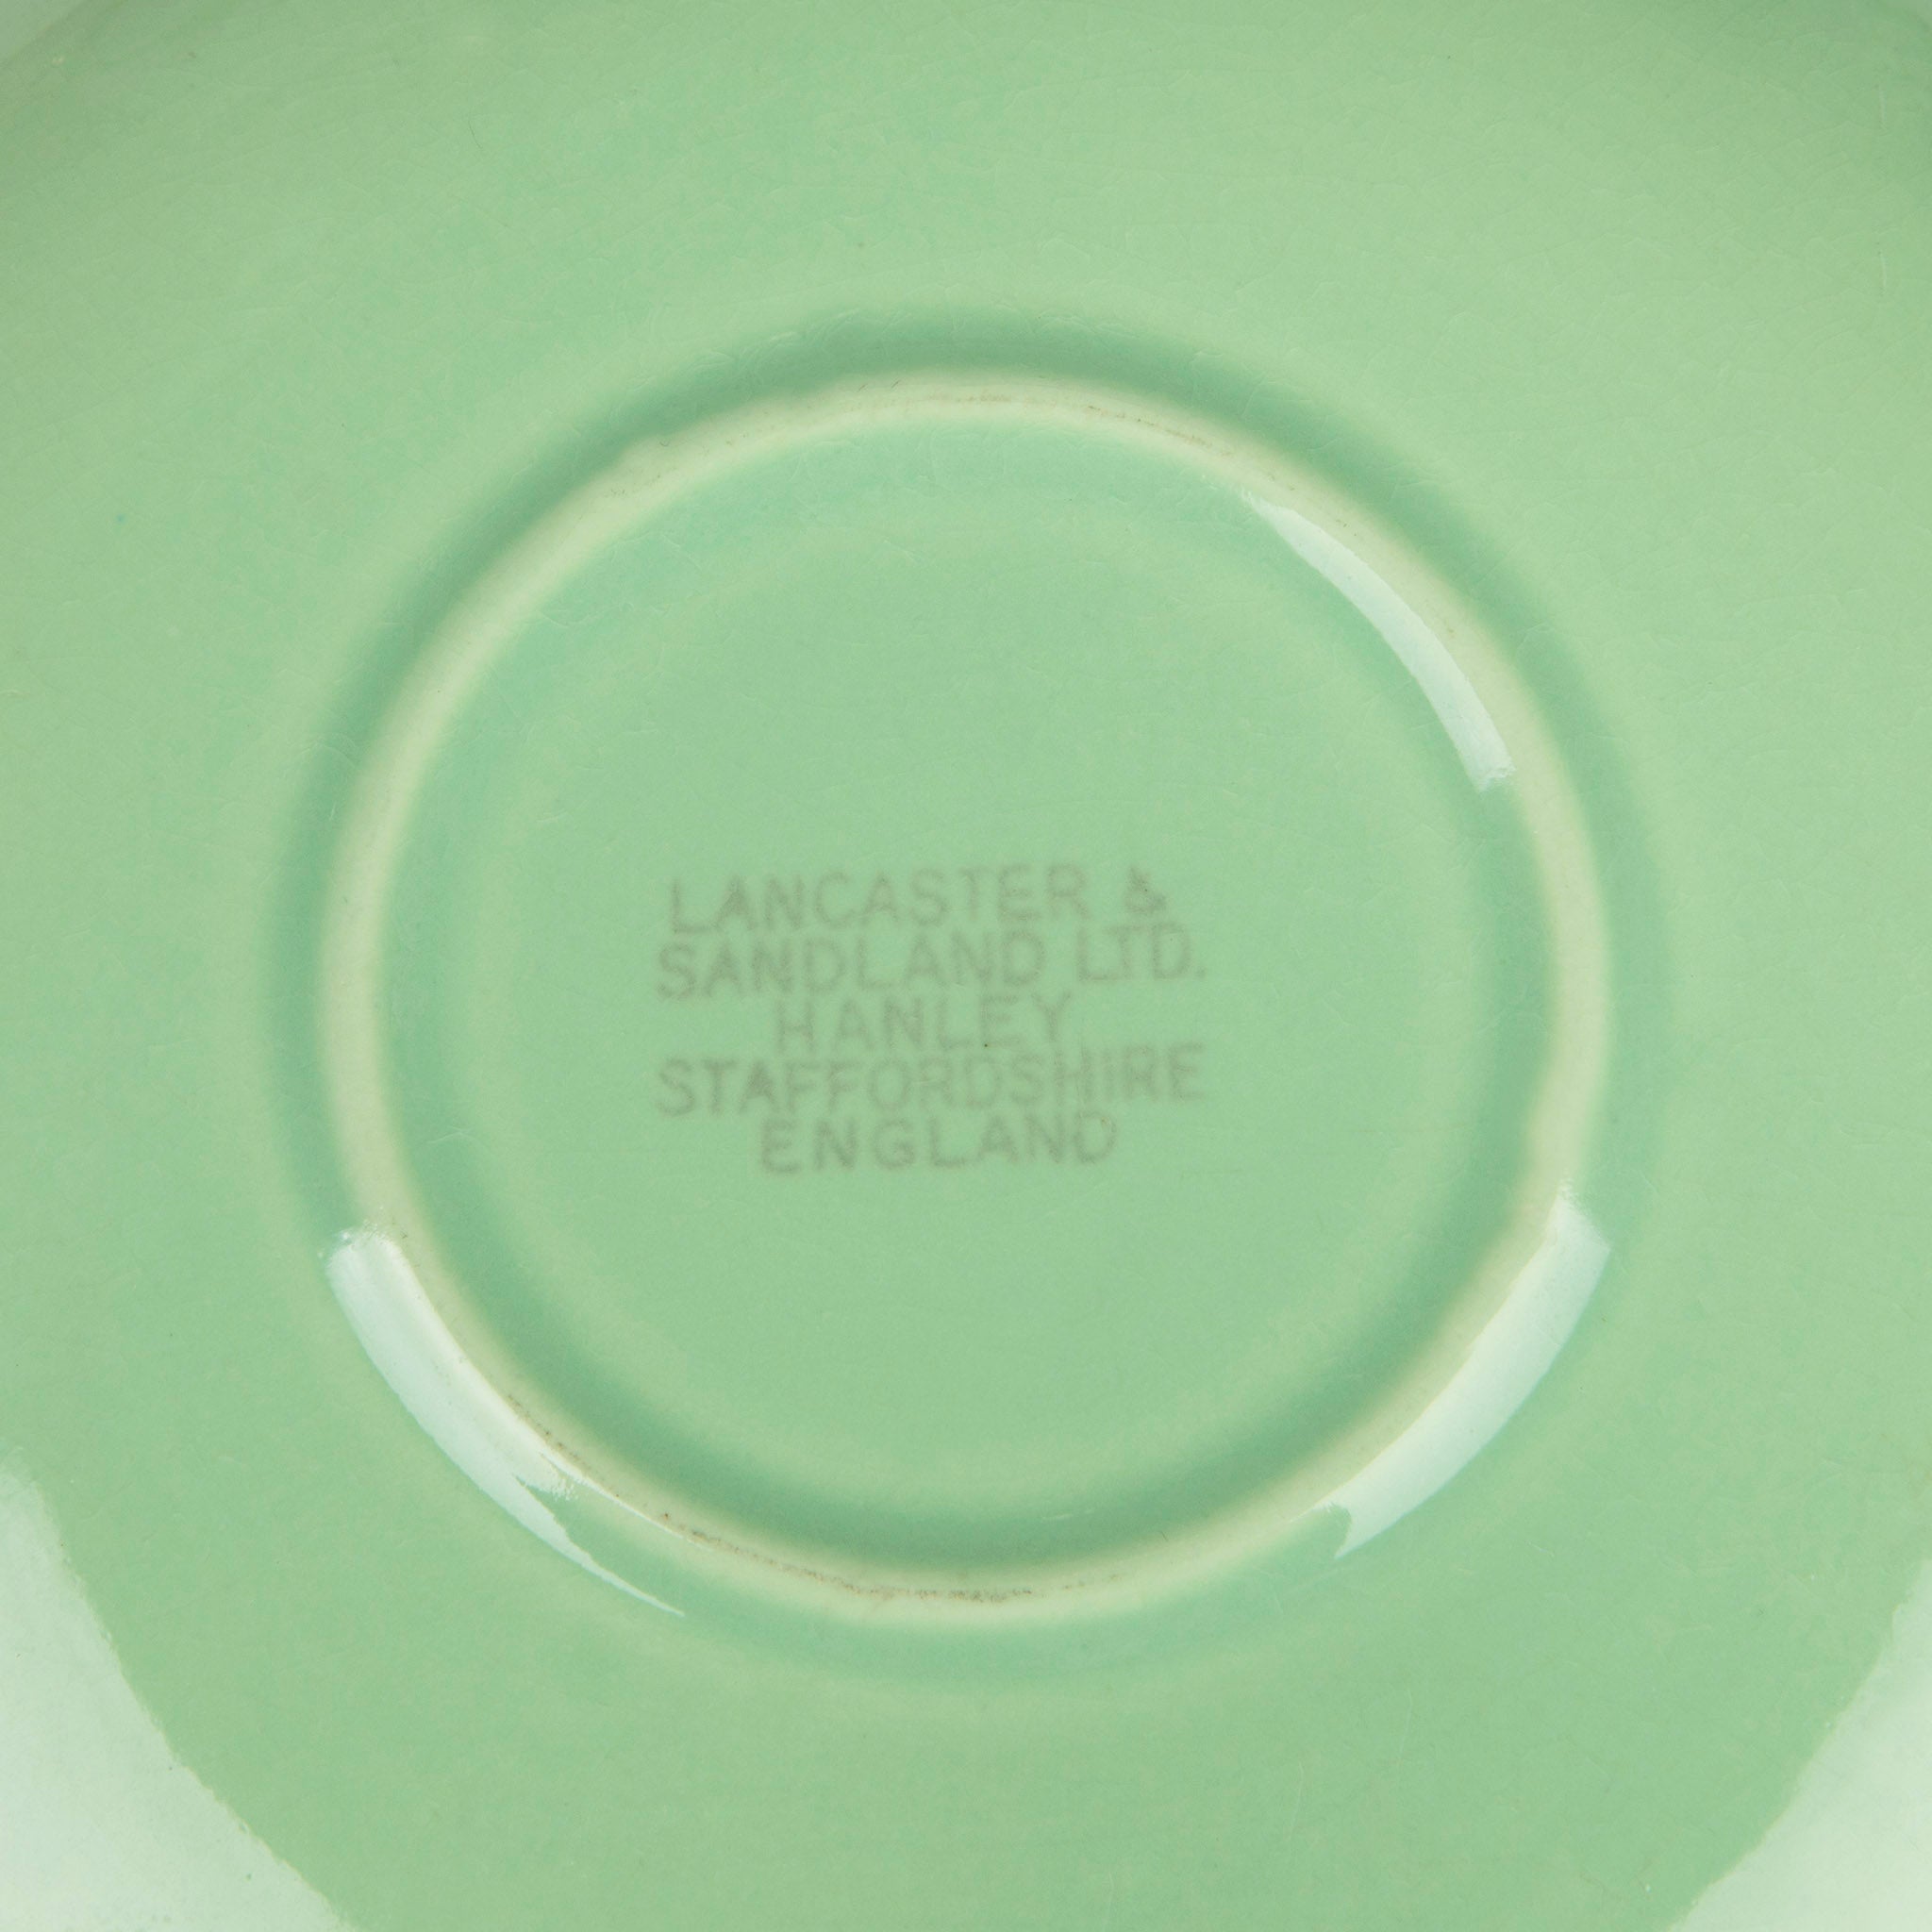 LANCASTER &
SANDLAND LTD.
HANLEY
STAFFORDSHIRE
ENGLAND